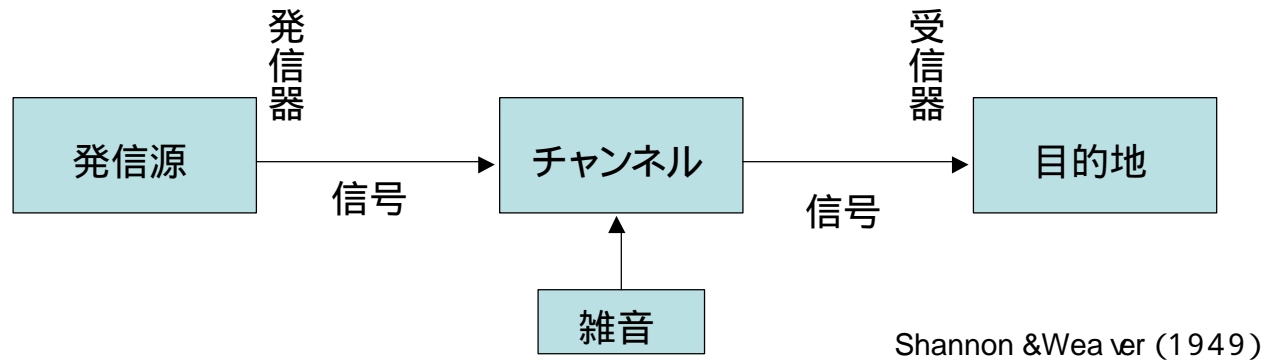 発信器
受信器
発信源
チャンネル
目的地
信号
信号
雑音
Shannon &Wea ver (1949)